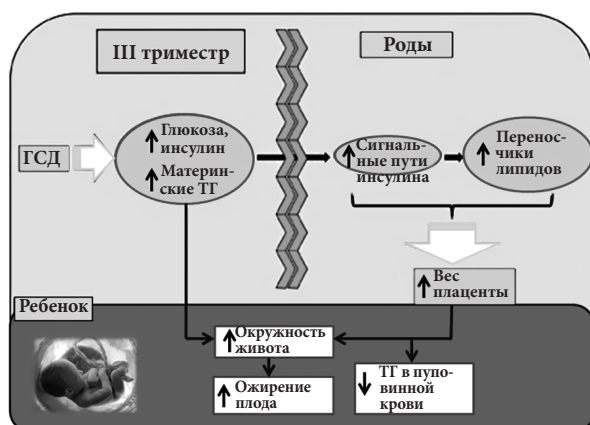 III триместр
Роды
ГСД
Глюкоза,
инсулин
Материн-
ские ТГ
Сигналь-
ные пути
инсулина
Перенос-
чики
липидов
Вес
плаценты
Ребенок
Окружность
живота
Ожирение
плода
ТГ в пупо-
винной
крови